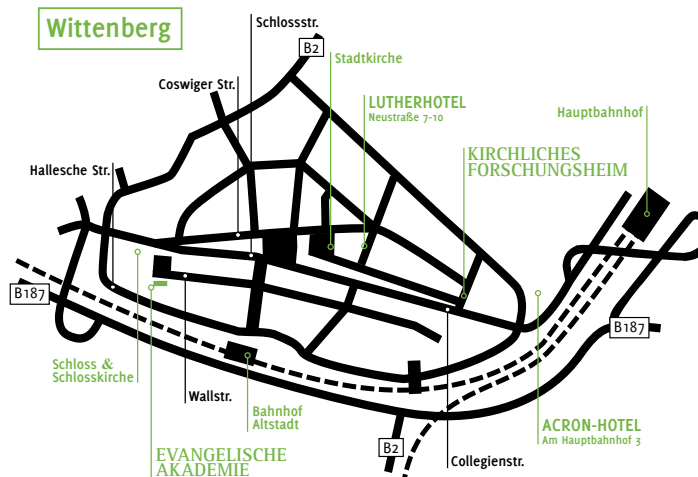 Wittenberg
Schlossstr.
B2
Stadtkirche
Coswiger Str.
LUTHERHOTEL
Neustraße 7-10
Hauptbahnhof
KIRCHLICHES
FORSCHUNGSHEIM
Hallesche Str.
B187
B187
Schloss &
Schlosskirche
Wallstr.
Bahnhof
Altstadt
ACRON-HOTEL
Am Hauptbahnhof 3
EVANGELISCHE
AKADEMIE
B2
Collegienstr.